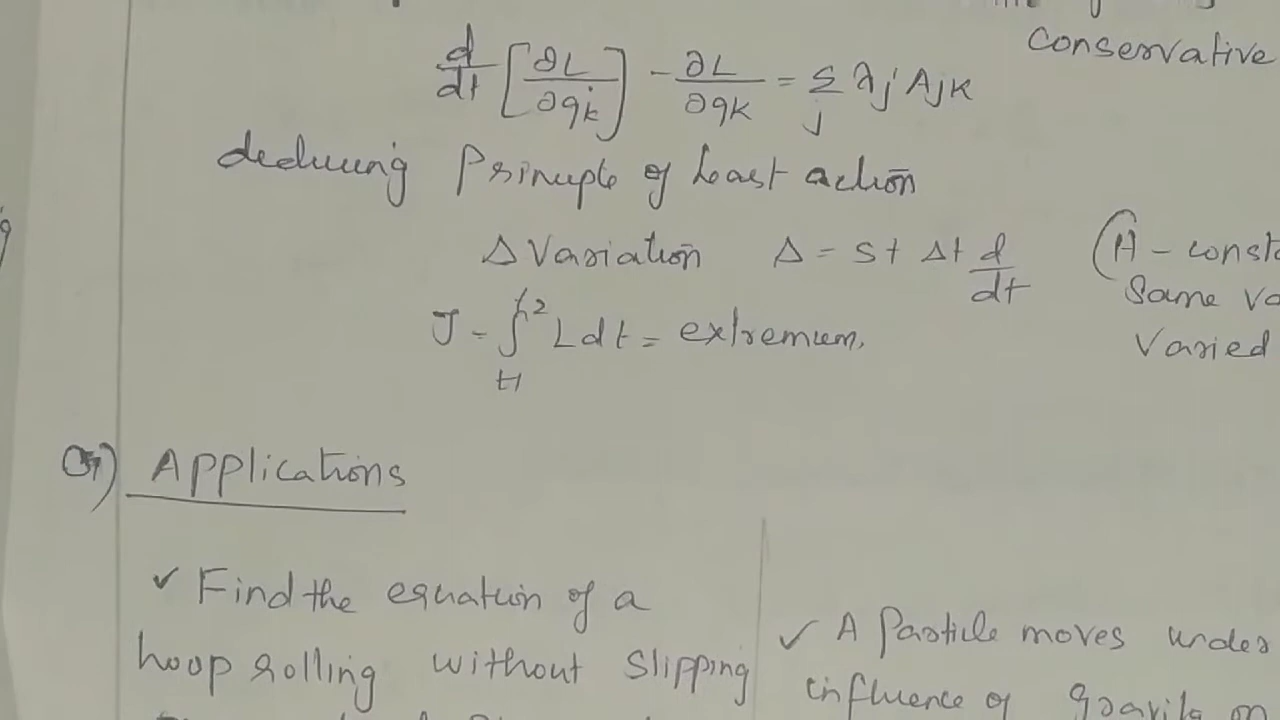 conservative
d/dt [∂L/∂q̇k] - ∂L/∂qk = Σj λj Ajk
deducing Principle of Least action
Δ Variation Δ = δ + Δt d/dt (H - const
Same va
Varied
J = ∫t1^t2 L dt = extremum.
Applications
✓ Find the equation of a
hoop rolling without slipping
✓ A Particle moves under
influence of gravity on